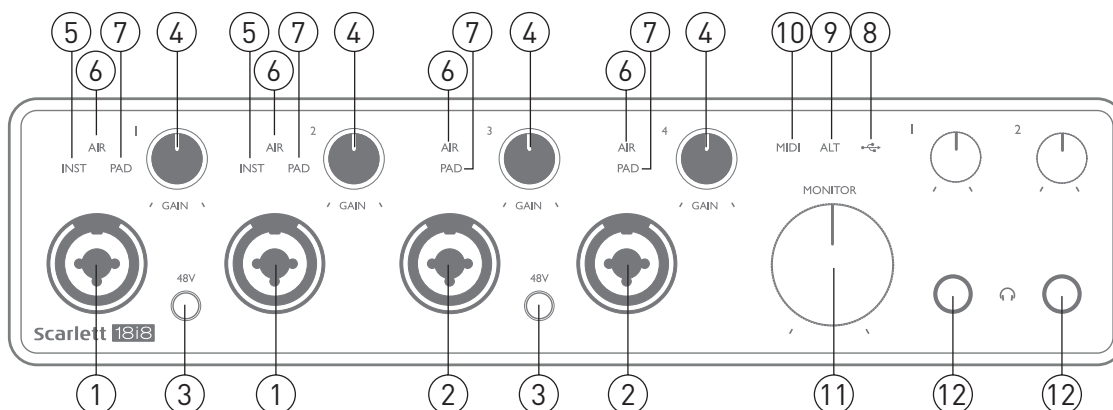 5 7 4 5 7 4 7 4 7 4 10 9 8
6 6 6 6
1 2 3 4 1 2
AIR AIR AIR AIR MIDI ALT
INST PAD INST PAD PAD PAD
MONITOR
GAIN GAIN GAIN GAIN
48V 48V
Scarlett 18i8
1 3 1 2 3 2 11 12 12